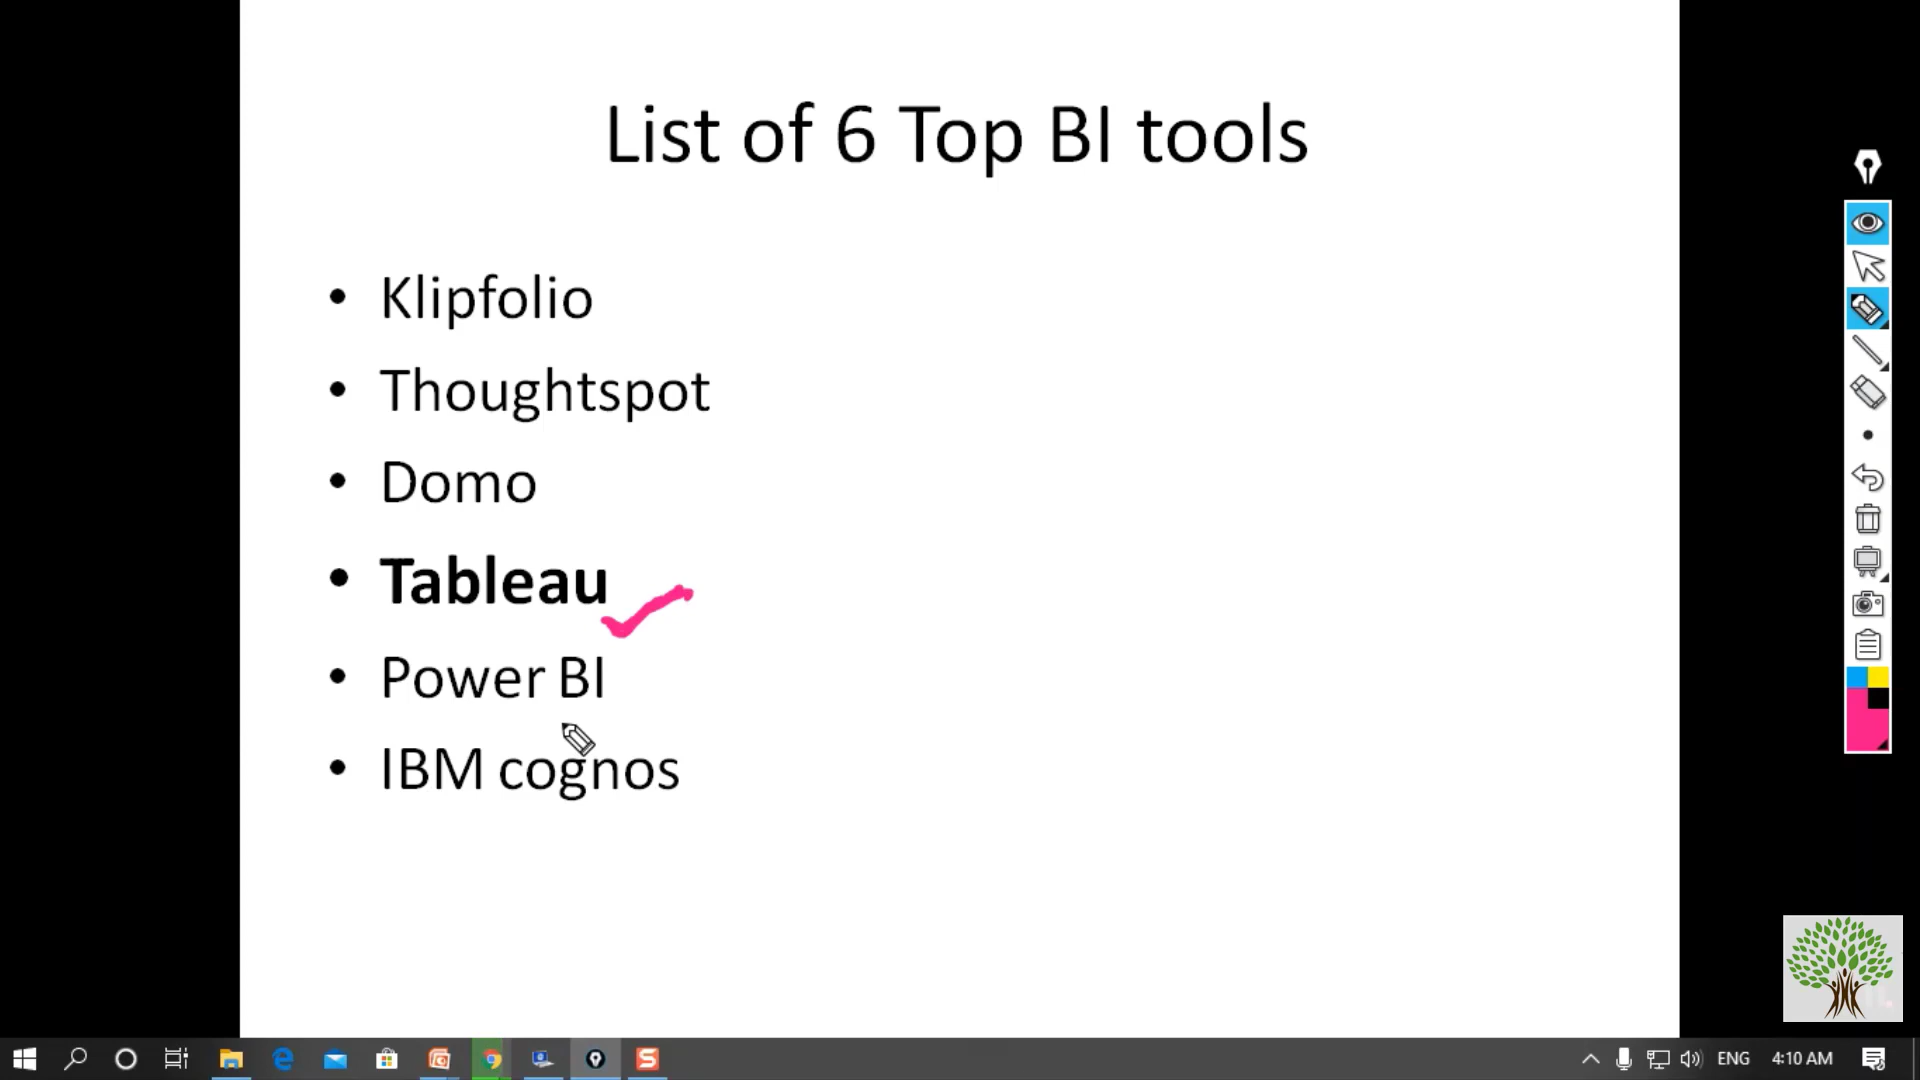 List of 6 Top BI tools
• Klipfolio
• Thoughtspot
• Domo
• Tableau
• Power BI
• IBM cognos
ENG 4:10 AM